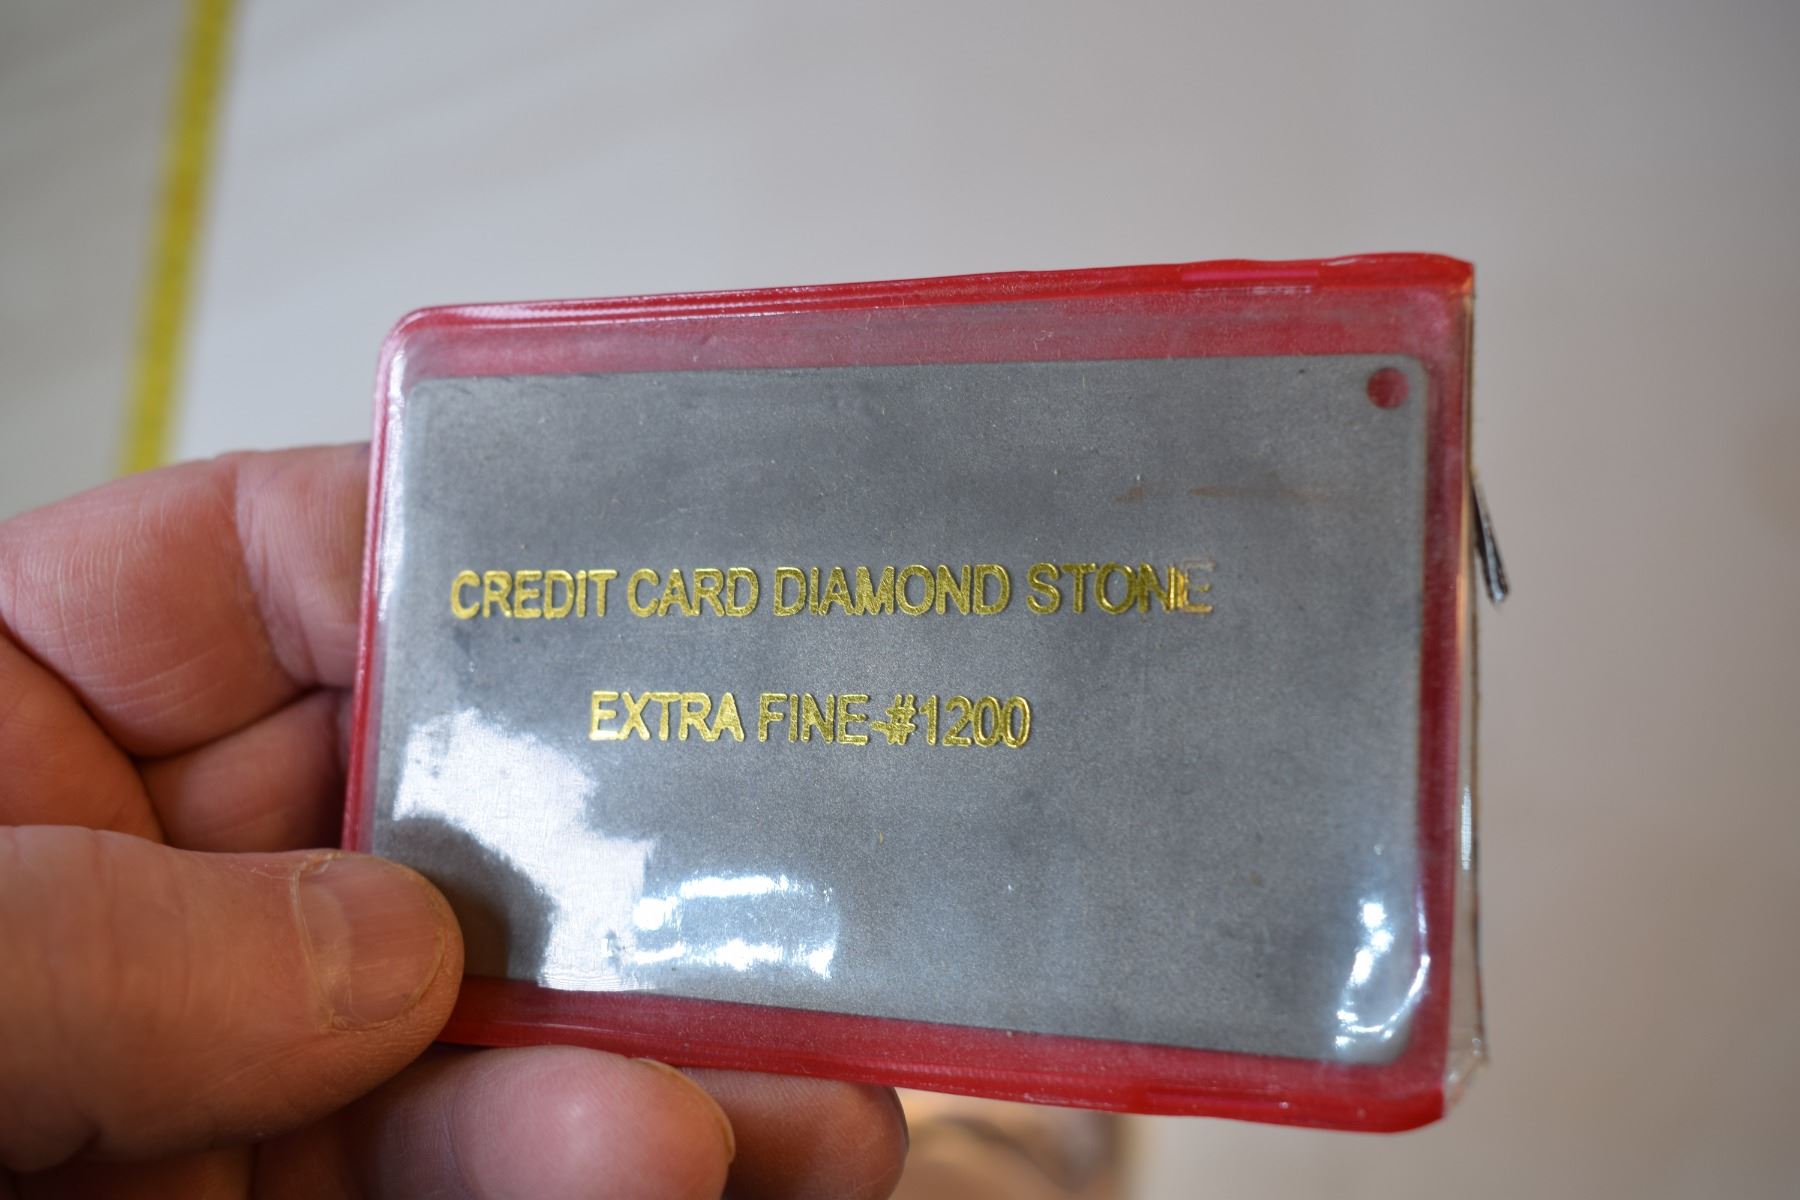 CREDIT CARD DIAMOND STONE
EXTRA FINE-#1200